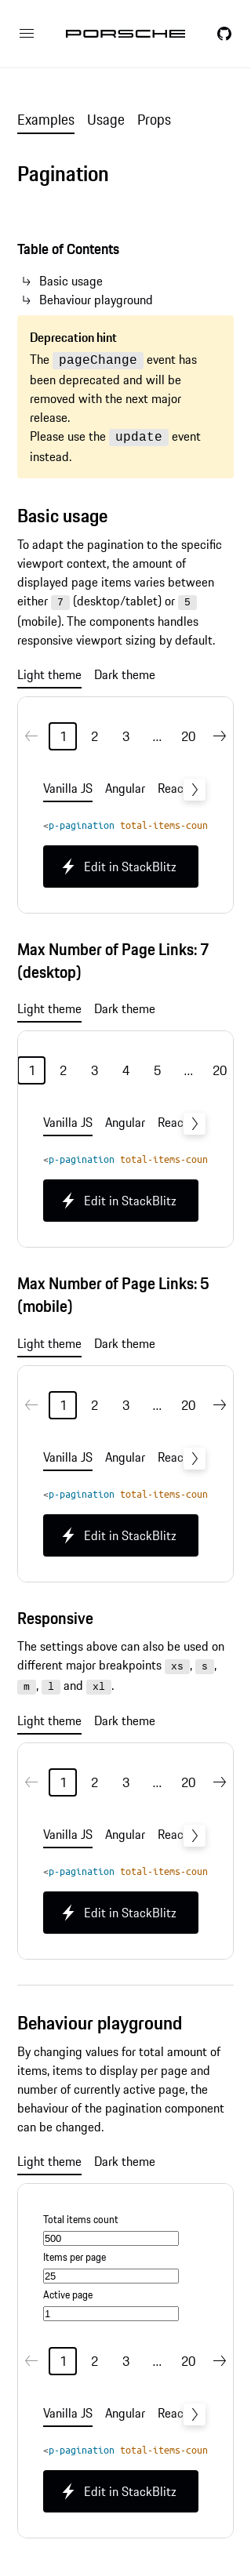 PORSCHE
Examples Usage Props
Pagination
Table of Contents
Basic usage
Behaviour playground
Deprecation hint
The pageChange event has
been deprecated and will be
removed with the next major
release.
Please use the update event
instead.
Basic usage
To adapt the pagination to the specific
viewport context, the amount of
displayed page items varies between
either 7 (desktop/tablet) or 5
(mobile). The components handles
responsive viewport sizing by default.
Light theme Dark theme
1 2 3 ... 20
Vanilla JS Angular Reac
<p-pagination total-items-coun
Edit in StackBlitz
Max Number of Page Links: 7
(desktop)
Light theme Dark theme
1 2 3 4 5 ... 20
Vanilla JS Angular Reac
<p-pagination total-items-coun
Edit in StackBlitz
Max Number of Page Links: 5
(mobile)
Light theme Dark theme
1 2 3 ... 20
Vanilla JS Angular Reac
<p-pagination total-items-coun
Edit in StackBlitz
Responsive
The settings above can also be used on
different major breakpoints xs, s,
m, l and xl.
Light theme Dark theme
1 2 3 ... 20
Vanilla JS Angular Reac
<p-pagination total-items-coun
Edit in StackBlitz
Behaviour playground
By changing values for total amount of
items, items to display per page and
number of currently active page, the
behaviour of the pagination component
can be changed.
Light theme Dark theme
Total items count
500
Items per page
25
Active page
1
1 2 3 ... 20
Vanilla JS Angular Reac
<p-pagination total-items-coun
Edit in StackBlitz